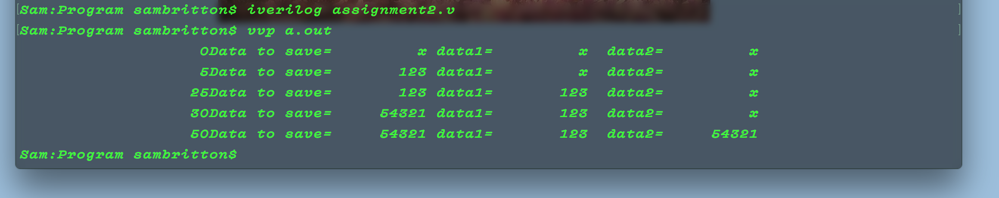 [Sam:Program sambritton$ iverilog assignment2.v ]
[Sam:Program sambritton$ vvp a.out ]
0Data to save= x data1= x data2= x
5Data to save= 123 data1= x data2= x
25Data to save= 123 data1= 123 data2= x
30Data to save= 54321 data1= 123 data2= x
50Data to save= 54321 data1= 123 data2= 54321
Sam:Program sambritton$